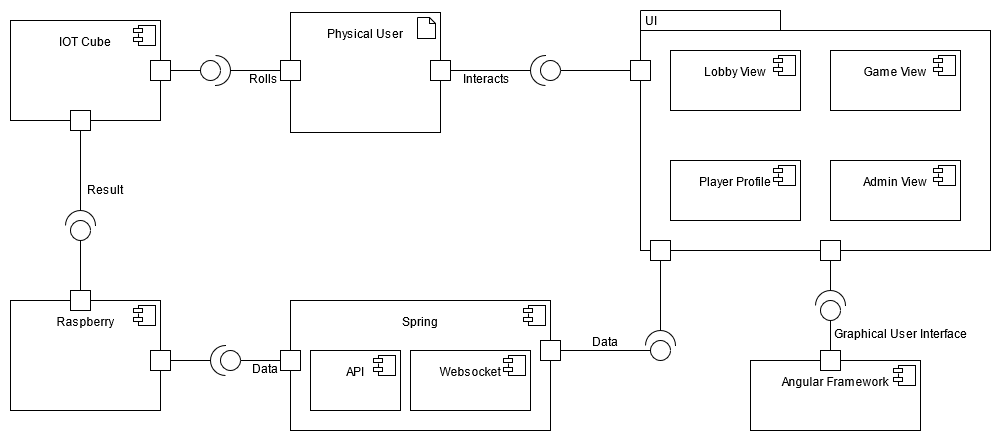 UI
IOT Cube
Physical User
Lobby View
Game View
Rolls
Interacts
Result
Player Profile
Admin View
Raspberry
Spring
Data
Graphical User Interface
Data
API
Websocket
Angular Framework